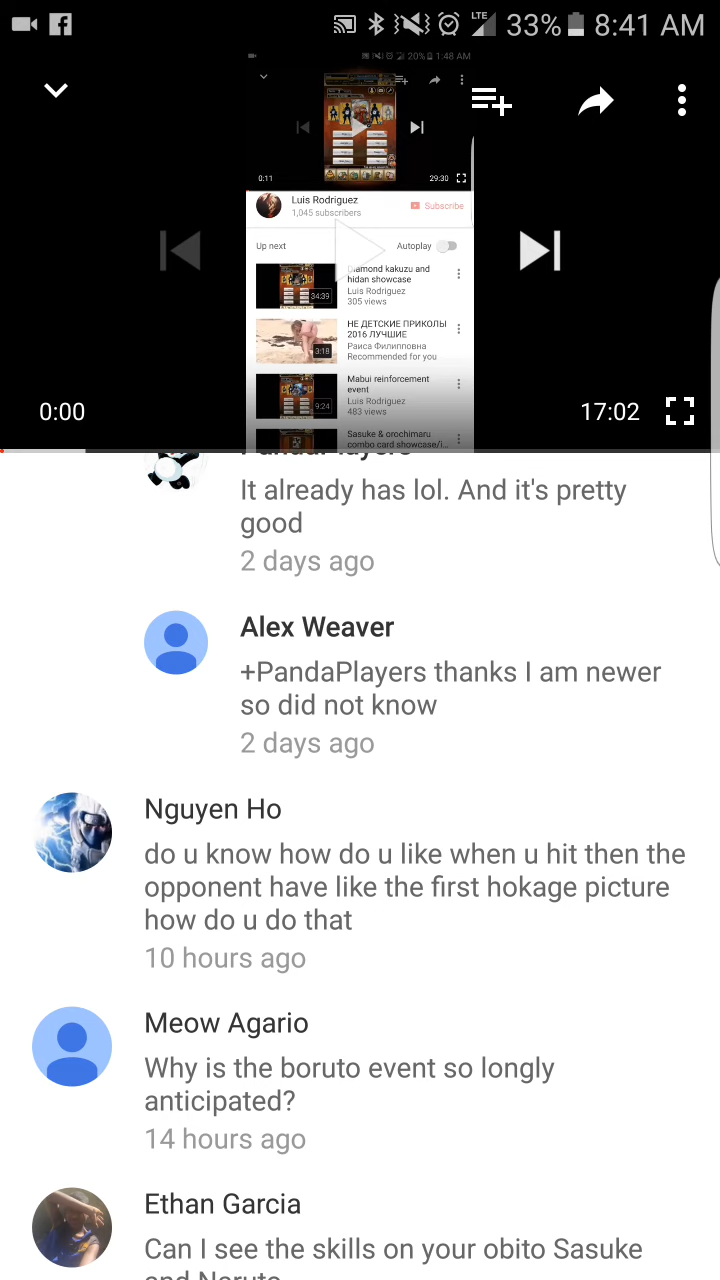 LTE 33% 8:41 AM
20% 1:48 AM
0:11
29:30
Luis Rodriguez
1,045 subscribers
Subscribe
Up next
Autoplay
Diamond kakuzu and
hidan showcase
Luis Rodriguez
305 views
34:39
НЕ ДЕТСКИЕ ПРИКОЛЫ
2016 ЛУЧШИЕ
Раиса Филипповна
Recommended for you
3:18
Mabui reinforcement
event
Luis Rodriguez
483 views
9:24
Sasuke & orochimaru
combo card showcase/i...
0:00
17:02
PandaPlayers
It already has lol. And it's pretty
good
2 days ago
Alex Weaver
+PandaPlayers thanks I am newer
so did not know
2 days ago
Nguyen Ho
do u know how do u like when u hit then the
opponent have like the first hokage picture
how do u do that
10 hours ago
Meow Agario
Why is the boruto event so longly
anticipated?
14 hours ago
Ethan Garcia
Can I see the skills on your obito Sasuke
and Naruto